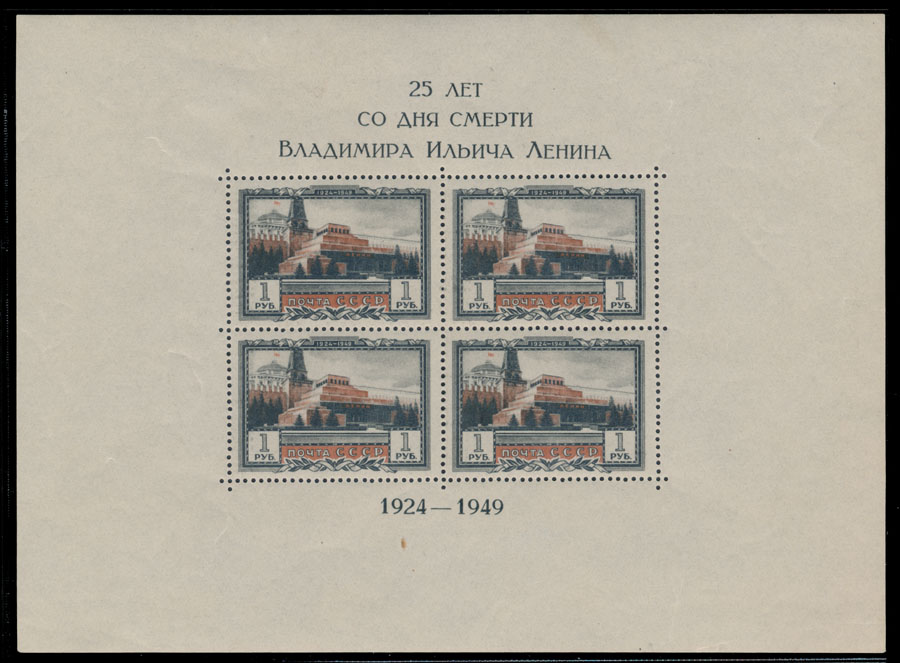 25 ЛЕТ
СО ДНЯ СМЕРТИ
ВЛАДИМИРА ИЛЬИЧА ЛЕНИНА
1924-1949 1924-1949
1 РУБ. ПОЧТА СССР 1 РУБ. 1 РУБ. ПОЧТА СССР 1 РУБ.
1924-1949 1924-1949
1 РУБ. ПОЧТА СССР 1 РУБ. 1 РУБ. ПОЧТА СССР 1 РУБ.
1924—1949